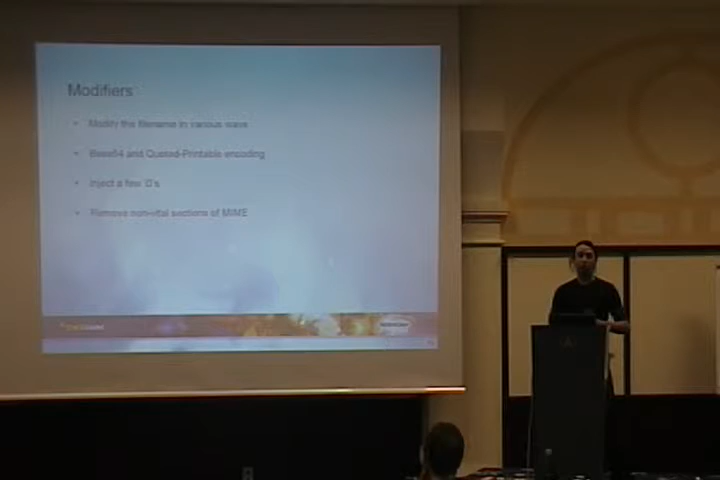 Modifiers
• Modify the filename in various ways
• Base64 and Quoted-Printable encoding
• Inject a few \0's
• Remove non-vital sections of MIME